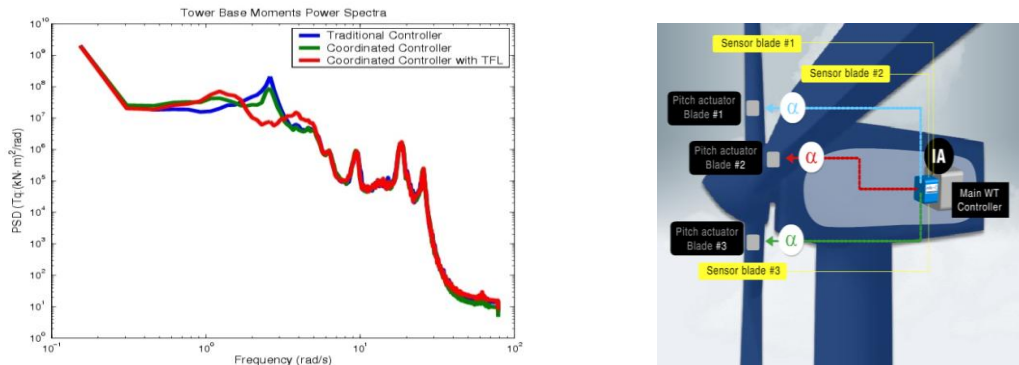 Tower Base Moments Power Spectra
Traditional Controller
Coordinated Controller
Coordinated Controller with TFL
PSD (Tq:(kN· m)²/rad)
10¹⁰
10⁹
10⁸
10⁷
10⁶
10⁵
10⁴
10³
10²
10¹
10⁰
10⁻¹
10⁰
10¹
10²
Frequency (rad/s)
Sensor blade #1
Sensor blade #2
Pitch actuator
Blade #1
α
Pitch actuator
Blade #2
α
IA
Main WT
Controller
Pitch actuator
Blade #3
α
Sensor blade #3